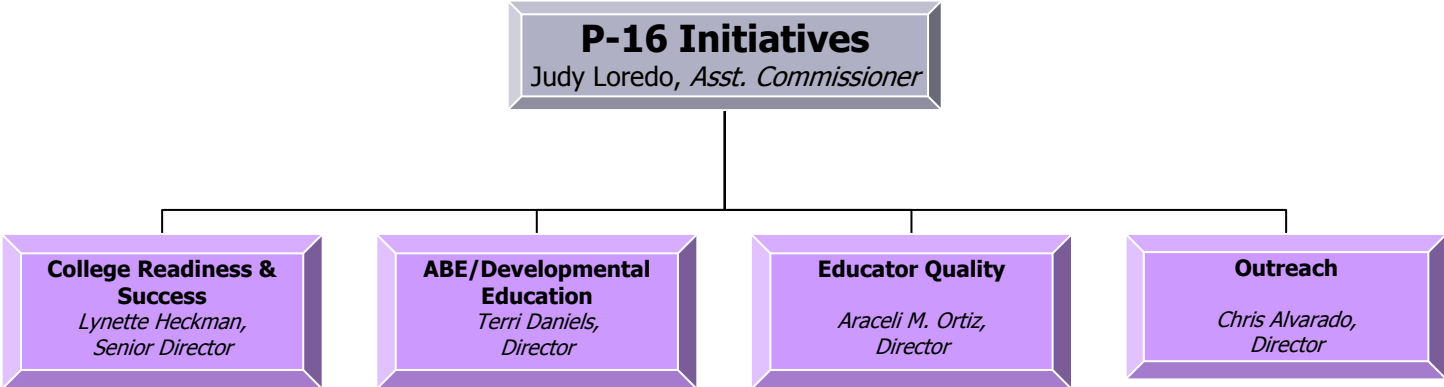 P-16 Initiatives
Judy Loredo, Asst. Commissioner
College Readiness &
Success
Lynette Heckman,
Senior Director
ABE/Developmental
Education
Terri Daniels,
Director
Educator Quality
Araceli M. Ortiz,
Director
Outreach
Chris Alvarado,
Director